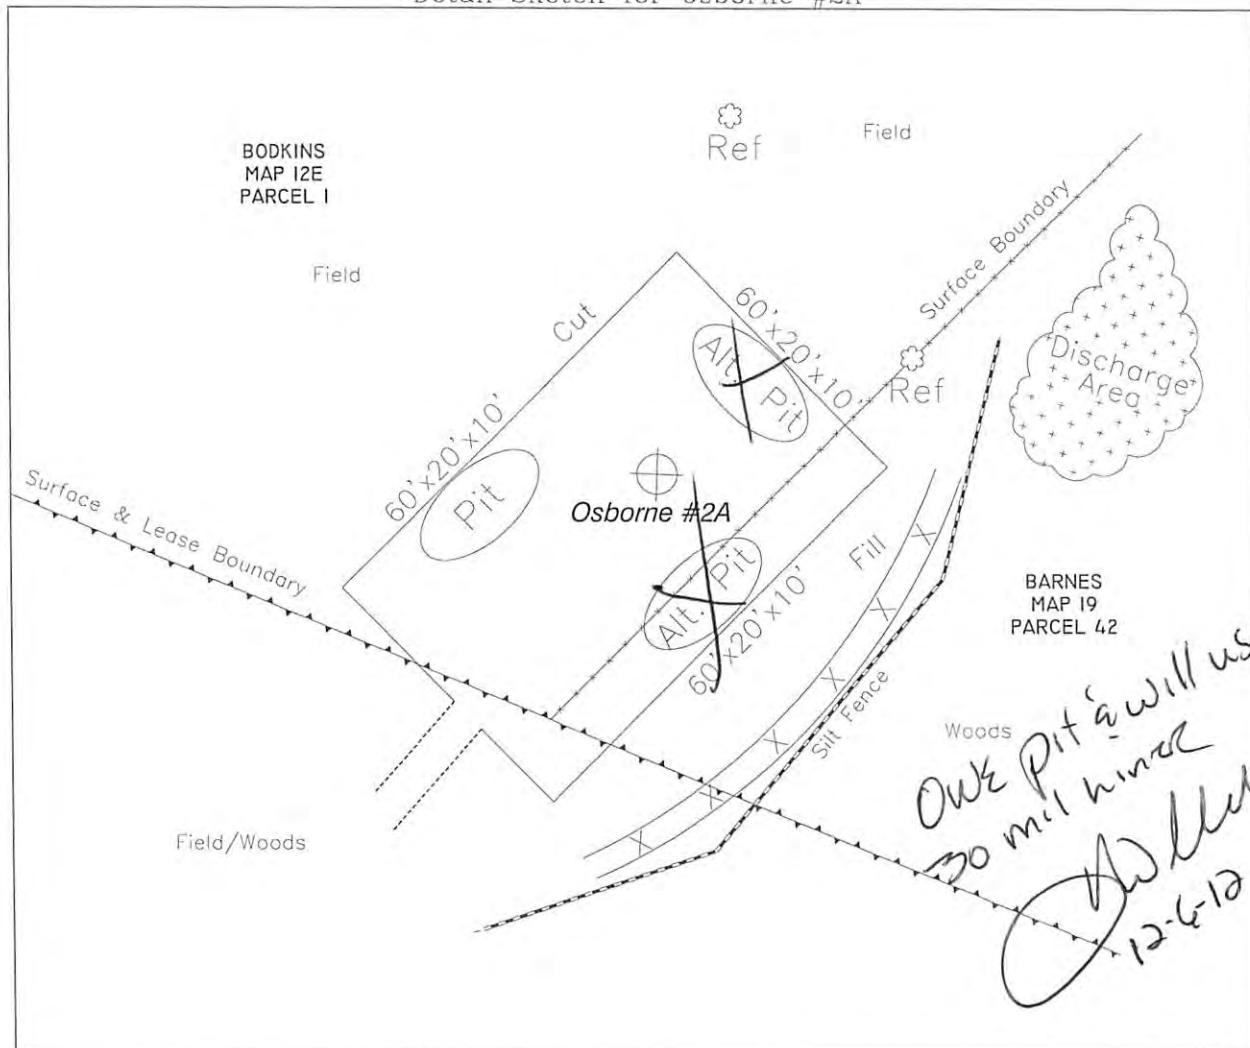 Detail Sketch for Osborne #2A
Ref
Field
BODKINS
MAP 12E
PARCEL 1
Field
Surface Boundary
Cut
60'x20'x10'
Alt. Pit
Discharge
Area
Ref
60'x20'x10'
Pit
Osborne #2A
Surface & Lease Boundary
Alt. Pit
60'x20'x10'
Fill
BARNES
MAP 19
PARCEL 42
Silt Fence
Woods
One pit & will us
30 mil liner
12-6-12
Field/Woods